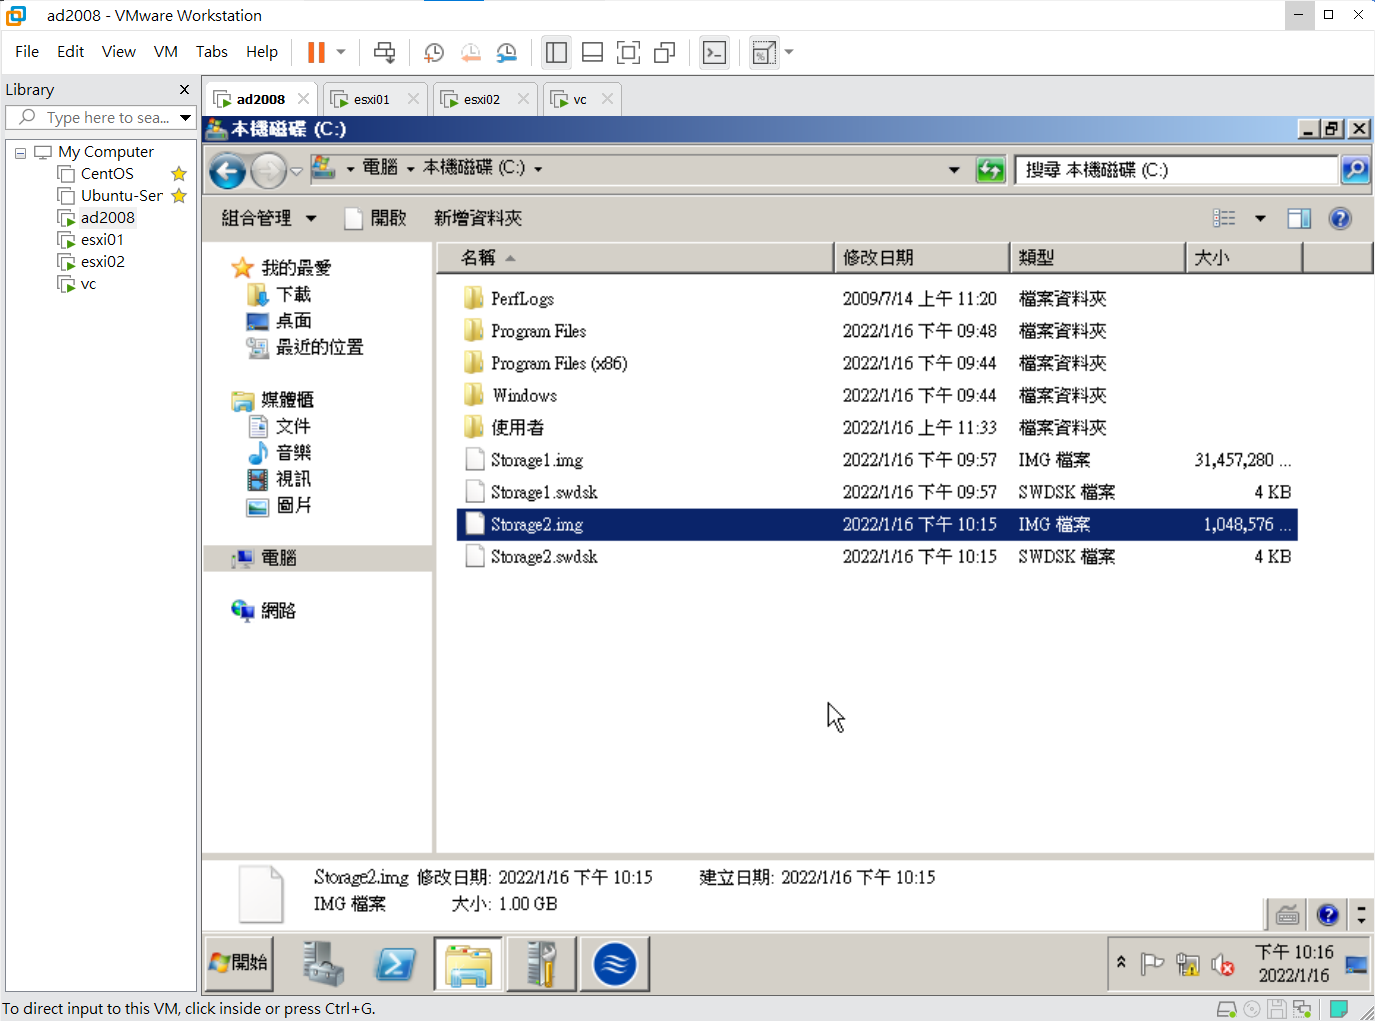 ad2008 - VMware Workstation
File Edit View VM Tabs Help
Library
Type here to sea...
My Computer
CentOS
Ubuntu-Ser
ad2008
esxi01
esxi02
vc
ad2008 esxi01 esxi02 vc
本機磁碟 (C:)
電腦 本機磁碟 (C:)
搜尋 本機磁碟 (C:)
組合管理 開啟 新增資料夾
我的最愛
下載
桌面
最近的位置
媒體櫃
文件
音樂
視訊
圖片
電腦
網路
名稱 修改日期 類型 大小
PerfLogs 2009/7/14 上午 11:20 檔案資料夾
Program Files 2022/1/16 下午 09:48 檔案資料夾
Program Files (x86) 2022/1/16 下午 09:44 檔案資料夾
Windows 2022/1/16 下午 09:44 檔案資料夾
使用者 2022/1/16 上午 11:33 檔案資料夾
Storage1.img 2022/1/16 下午 09:57 IMG 檔案 31,457,280 ...
Storage1.swdsk 2022/1/16 下午 09:57 SWDSK 檔案 4 KB
Storage2.img 2022/1/16 下午 10:15 IMG 檔案 1,048,576 ...
Storage2.swdsk 2022/1/16 下午 10:15 SWDSK 檔案 4 KB
Storage2.img 修改日期: 2022/1/16 下午 10:15 建立日期: 2022/1/16 下午 10:15
IMG 檔案 大小: 1.00 GB
開始
下午 10:16
2022/1/16
To direct input to this VM, click inside or press Ctrl+G.